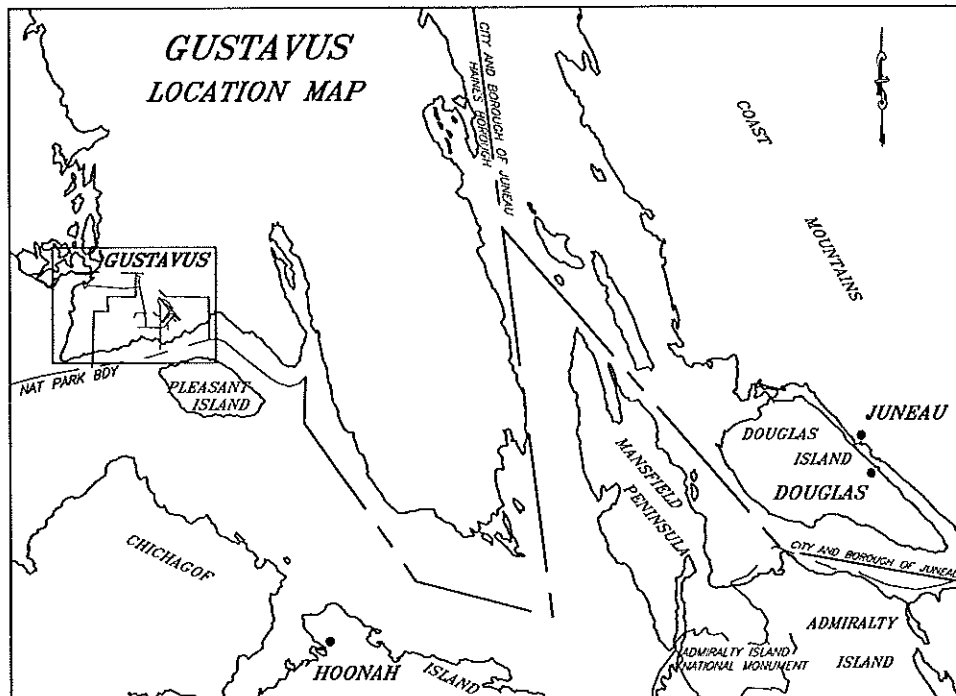 GUSTAVUS
LOCATION MAP
CITY AND BOROUGH OF JUNEAU
HAINES BOROUGH
COAST
MOUNTAINS
GUSTAVUS
NAT PARK BDY
PLEASANT
ISLAND
JUNEAU
DOUGLAS
ISLAND
DOUGLAS
MANSFIELD
PENINSULA
CITY AND BOROUGH OF JUNEAU
CHICHAGOF
ISLAND
HOONAH
ADMIRALTY
ISLAND
ADMIRALTY ISLAND
NATIONAL MONUMENT